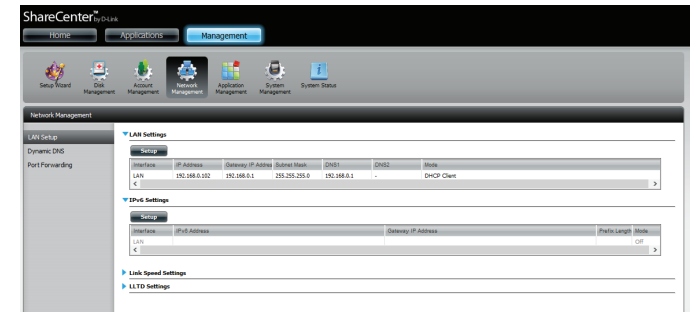 ShareCenter™ by D-Link
Home Applications Management
Setup Wizard Disk Management Account Management Network Management Application Management System Management System Status
Network Management
LAN Setup
Dynamic DNS
Port Forwarding
LAN Settings
Setup
Interface IP Address Gateway IP Addres Subnet Mask DNS1 DNS2 Mode
LAN 192.168.0.102 192.168.0.1 255.255.255.0 192.168.0.1 - DHCP Client
IPv6 Settings
Setup
Interface IPv6 Address Gateway IP Address Prefix Length Mode
LAN Off
Link Speed Settings
LLTD Settings